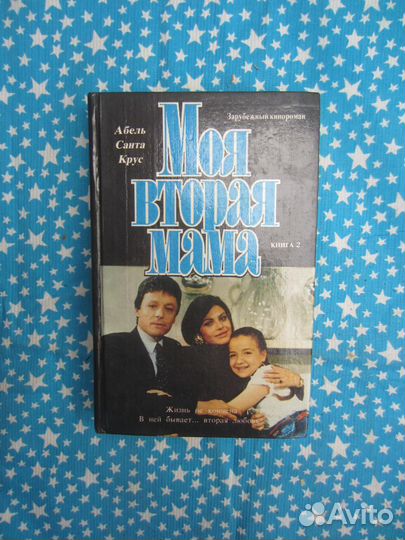 Зарубежный кинороман
Абель
Санта
Крус
Моя
вторая
мама
КНИГА 2
Жизнь не кончена
В ней бывает... вторая любовь
Avito